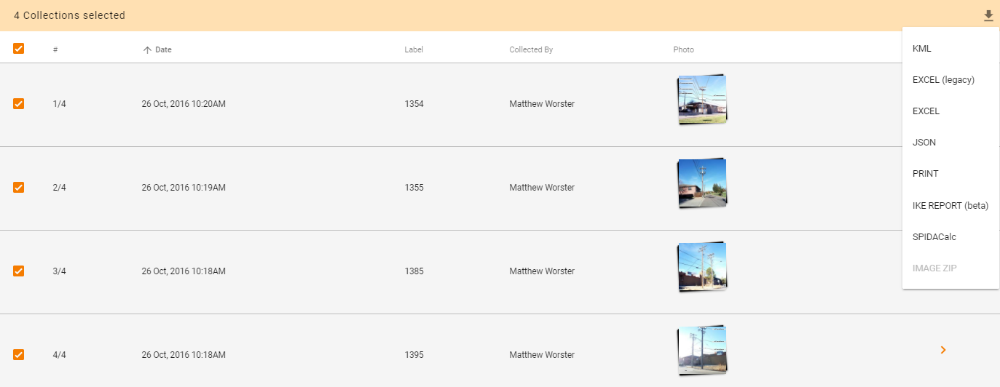 4 Collections selected
# Date Label Collected By Photo
KML
EXCEL (legacy)
1/4 26 Oct, 2016 10:20AM 1354 Matthew Worster
EXCEL
JSON
PRINT
2/4 26 Oct, 2016 10:19AM 1355 Matthew Worster
IKE REPORT (beta)
SPIDACalc
IMAGE ZIP
3/4 26 Oct, 2016 10:18AM 1385 Matthew Worster
4/4 26 Oct, 2016 10:18AM 1395 Matthew Worster